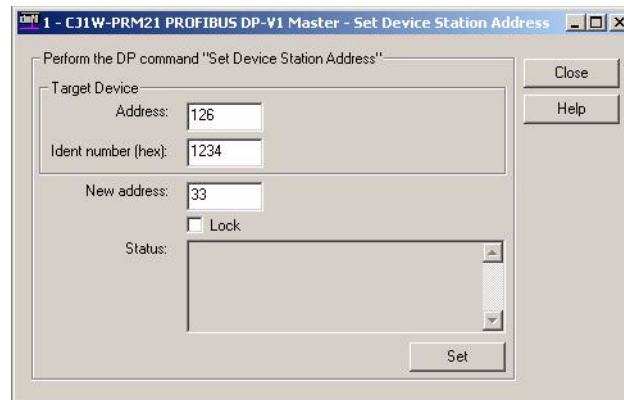 1 - CJ1W-PRM21 PROFIBUS DP-V1 Master - Set Device Station Address
Perform the DP command "Set Device Station Address"
Close
Target Device
Address: 126
Help
Ident number (hex): 1234
New address: 33
Lock
Status:
Set